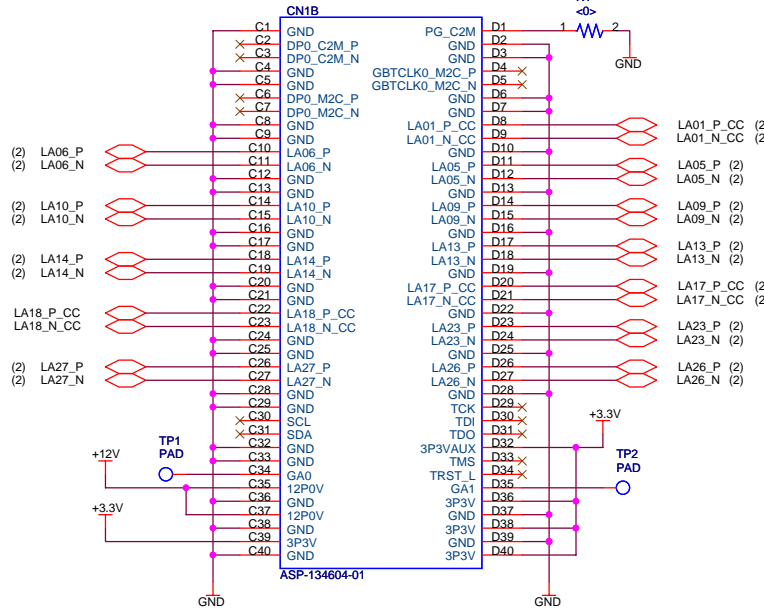 CN1B
<0>
C1 GND PG_C2M D1 1 2
C2 DP0_C2M_P GND D2
C3 DP0_C2M_N GND D3
GND
C4 GND GBTCLK0_M2C_P D4
C5 GND GBTCLK0_M2C_N D5
C6 DP0_M2C_P GND D6
C7 DP0_M2C_N GND D7
C8 GND LA01_P_CC D8 LA01_P_CC (2
C9 GND LA01_N_CC D9 LA01_N_CC (2
(2) LA06_P C10 LA06_P GND D10
(2) LA06_N C11 LA06_N LA05_P D11 LA05_P (2)
C12 GND LA05_N D12 LA05_N (2)
C13 GND GND D13
(2) LA10_P C14 LA10_P LA09_P D14 LA09_P (2)
(2) LA10_N C15 LA10_N LA09_N D15 LA09_N (2)
C16 GND GND D16
C17 GND LA13_P D17 LA13_P (2)
(2) LA14_P C18 LA14_P LA13_N D18 LA13_N (2)
(2) LA14_N C19 LA14_N GND D19
C20 GND LA17_P_CC D20 LA17_P_CC (2
C21 GND LA17_N_CC D21 LA17_N_CC (2
LA18_P_CC C22 LA18_P_CC GND D22
LA18_N_CC C23 LA18_N_CC LA23_P D23 LA23_P (2)
C24 GND LA23_N D24 LA23_N (2)
C25 GND GND D25
(2) LA27_P C26 LA27_P LA26_P D26 LA26_P (2)
(2) LA27_N C27 LA27_N LA26_N D27 LA26_N (2)
C28 GND GND D28
C29 GND TCK D29
C30 SCL TDI D30 +3.3V
C31 SDA TDO D31
C32 GND 3P3VAUX D32
C33 GND TMS D33
C34 GA0 TRST_L D34
C35 12P0V GA1 D35
C36 GND 3P3V D36
C37 12P0V GND D37
C38 GND 3P3V D38
C39 3P3V GND D39
C40 GND 3P3V D40
TP1
PAD
+12V
+3.3V
TP2
PAD
ASP-134604-01
GND GND